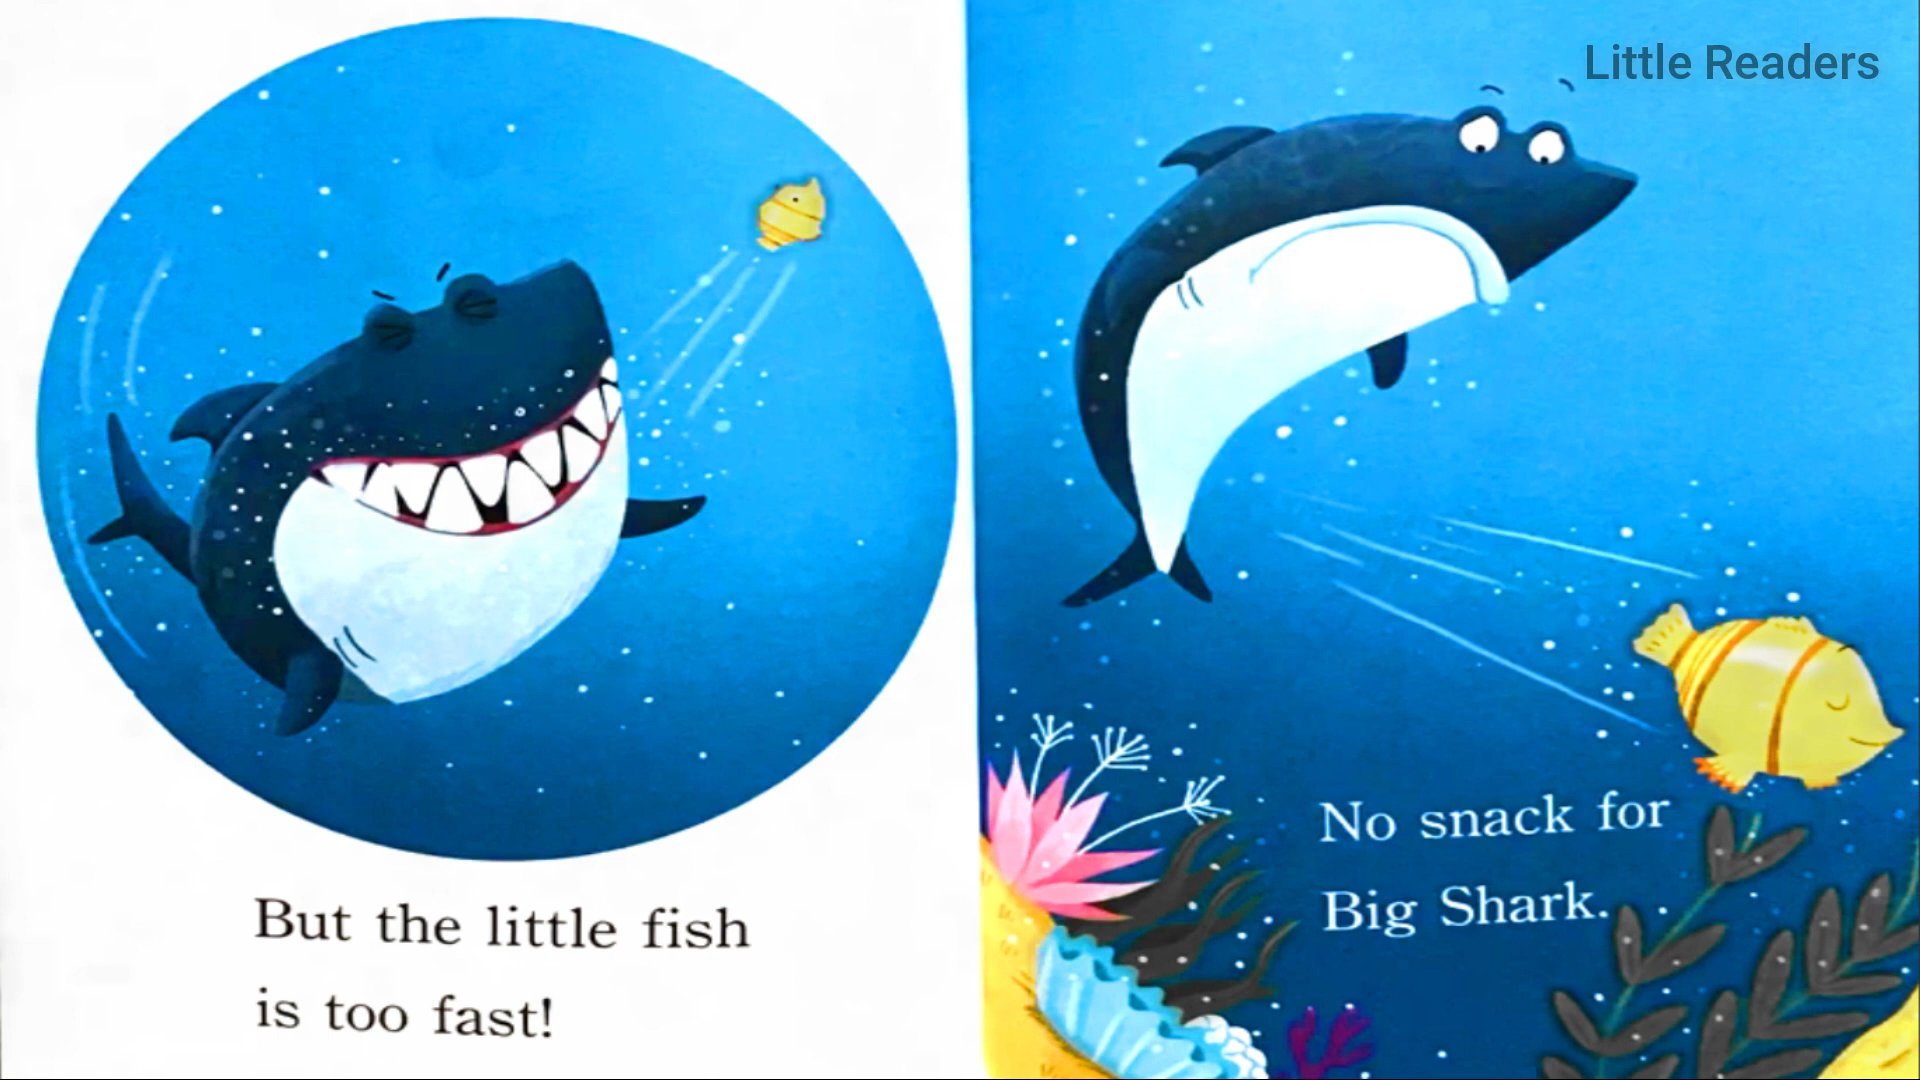 But the little fish
is too fast!
Little Readers
No snack for
Big Shark.